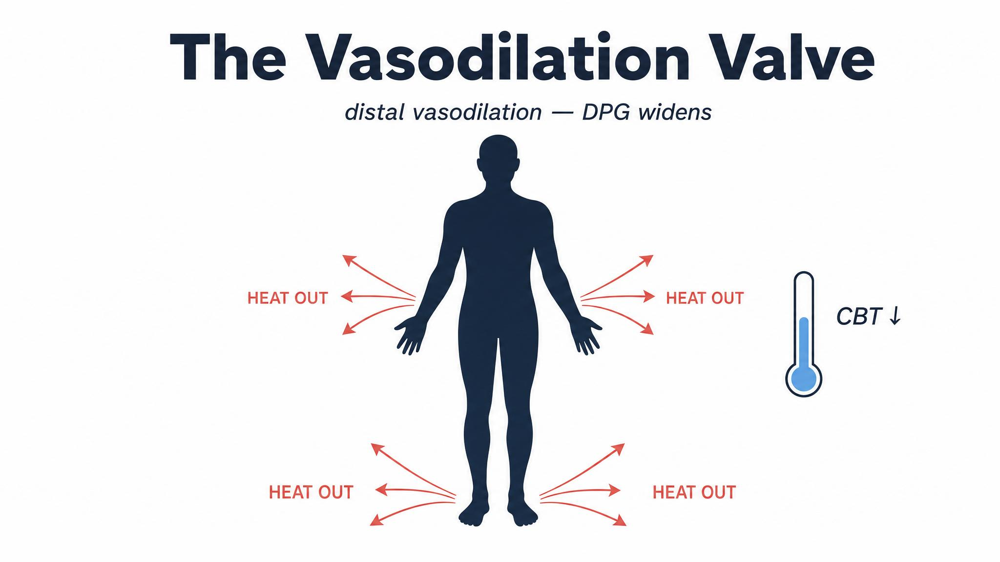 The Vasodilation Valve
distal vasodilation — DPG widens
HEAT OUT
HEAT OUT
CBT ↓
HEAT OUT
HEAT OUT